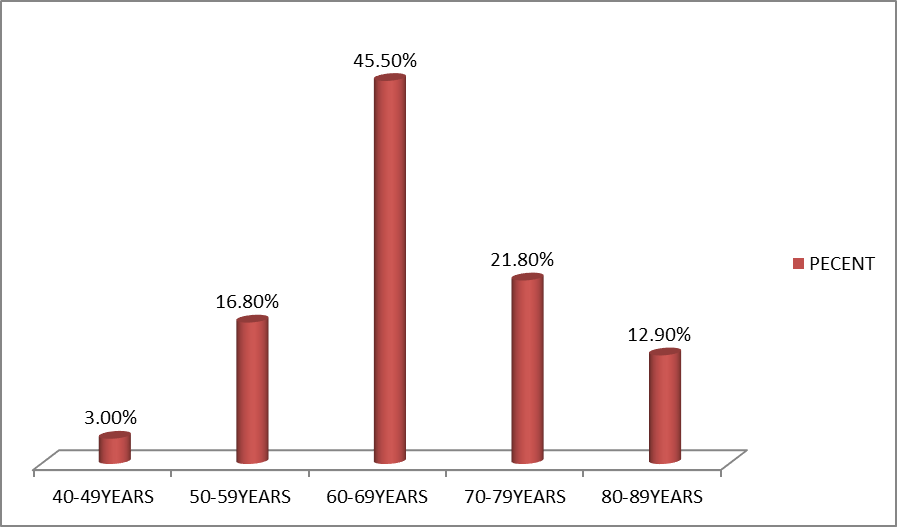 45.50%
21.80%
16.80%
12.90%
3.00%
PECENT
40-49YEARS 50-59YEARS 60-69YEARS 70-79YEARS 80-89YEARS